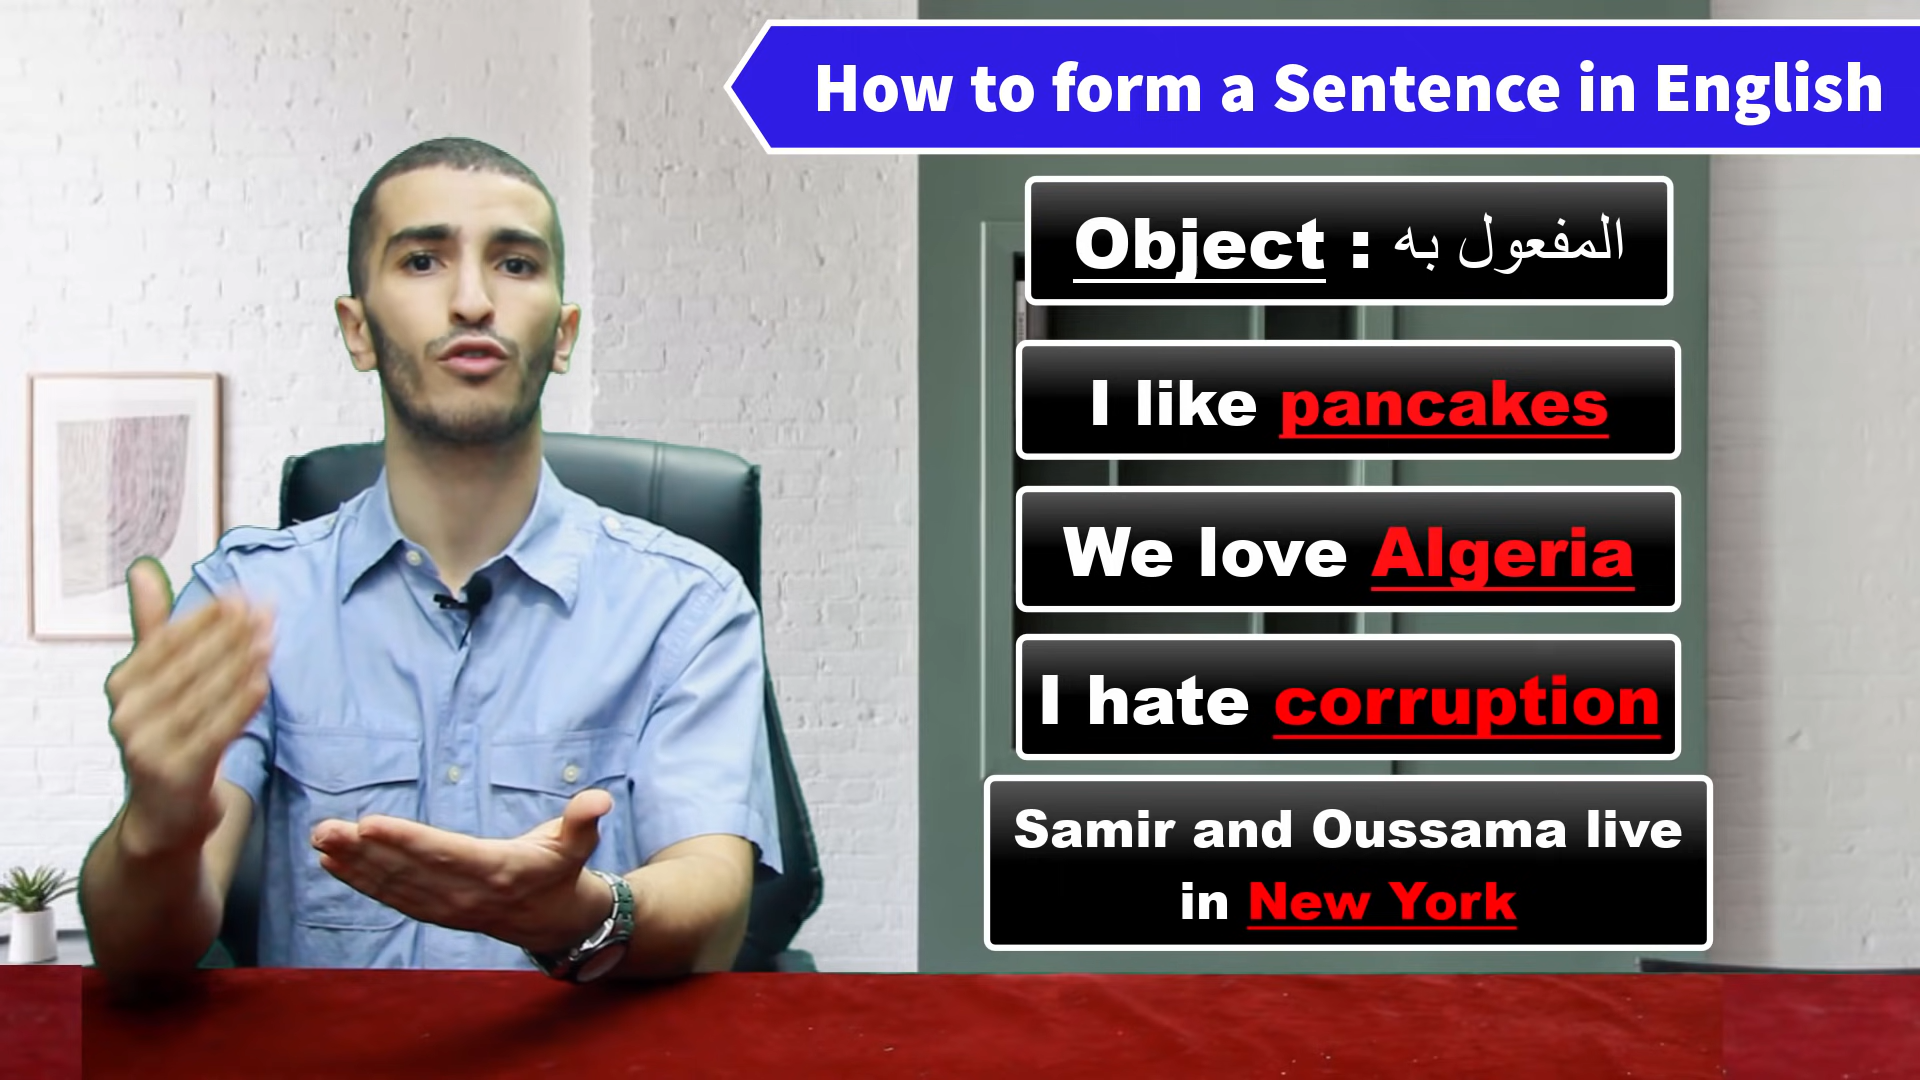 How to form a Sentence in English
Object : المفعول به
I like pancakes
We love Algeria
I hate corruption
Samir and Oussama live
in New York